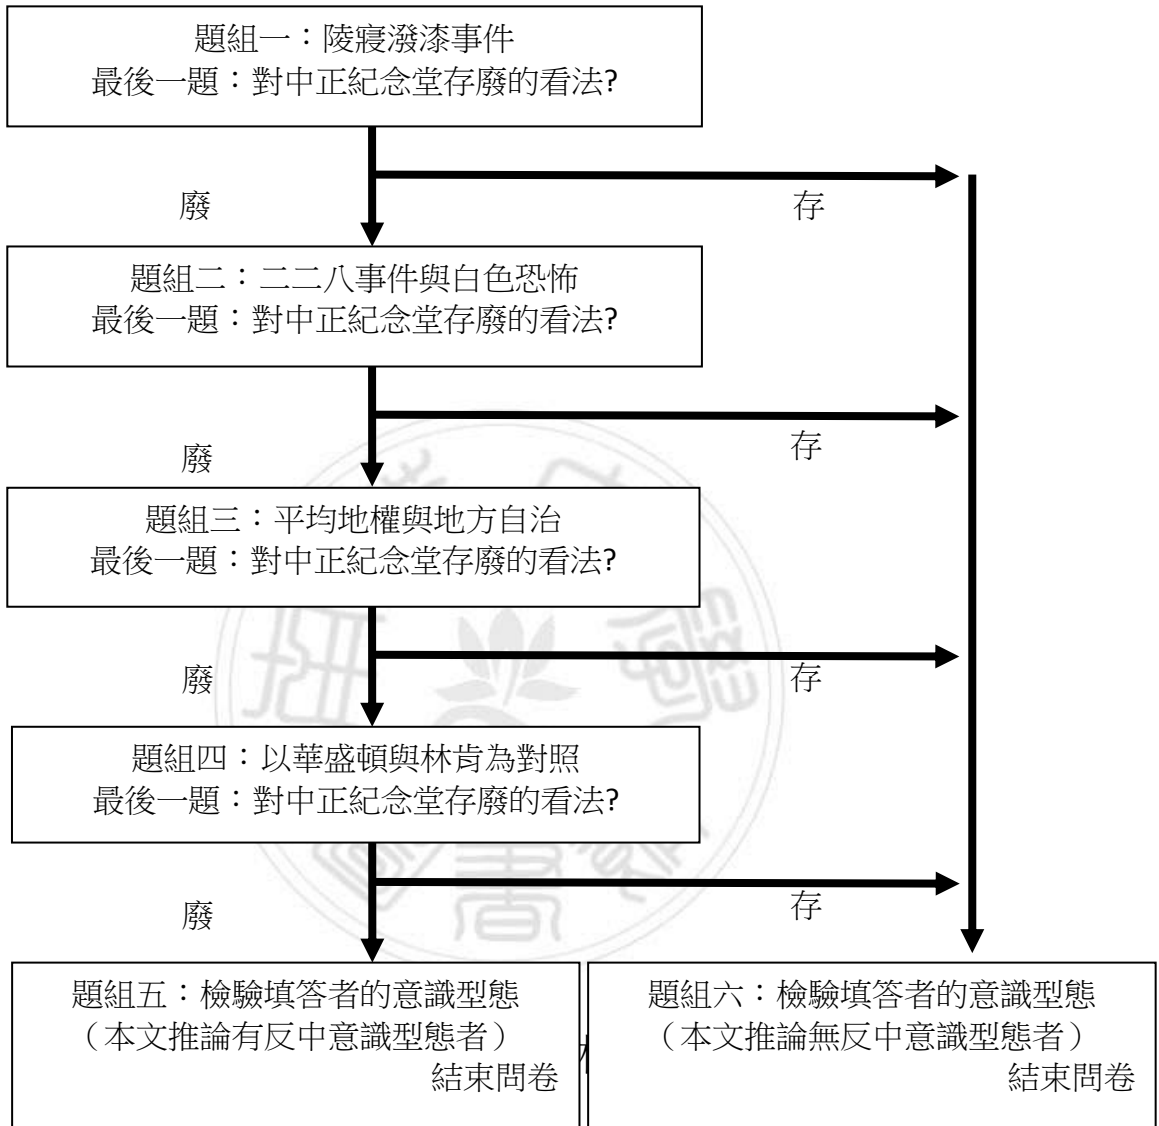 題組一：陵寢潑漆事件
最後一題：對中正紀念堂存廢的看法?
廢
存
題組二：二二八事件與白色恐怖
最後一題：對中正紀念堂存廢的看法?
廢
存
題組三：平均地權與地方自治
最後一題：對中正紀念堂存廢的看法?
廢
存
題組四：以華盛頓與林肯為對照
最後一題：對中正紀念堂存廢的看法?
廢
存
題組五：檢驗填答者的意識型態
（本文推論有反中意識型態者）
結束問卷
題組六：檢驗填答者的意識型態
（本文推論無反中意識型態者）
結束問卷